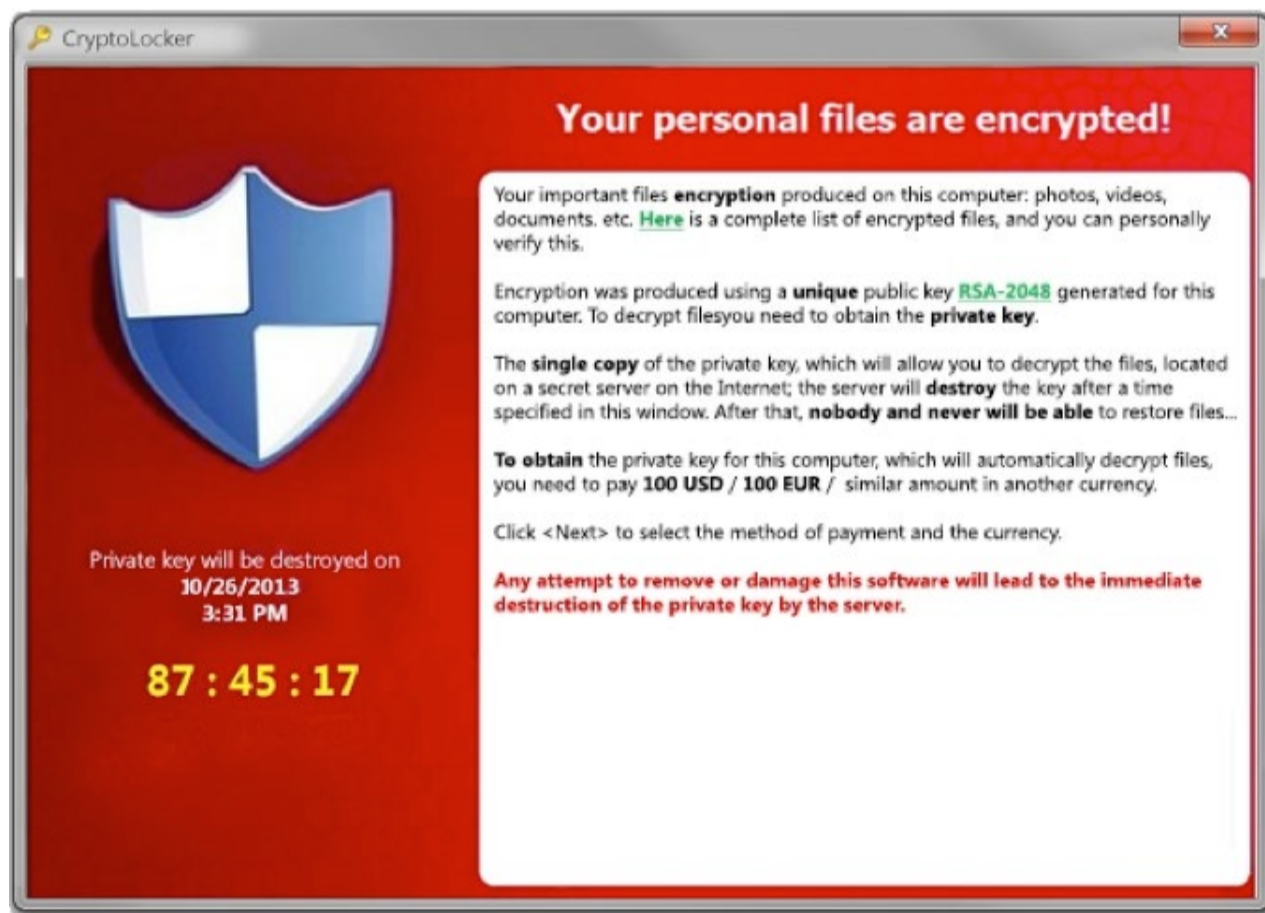 CryptoLocker
Your personal files are encrypted!
Your important files encryption produced on this computer: photos, videos,
documents. etc. Here is a complete list of encrypted files, and you can personally
verify this.
Encryption was produced using a unique public key RSA-2048 generated for this
computer. To decrypt filesyou need to obtain the private key.
The single copy of the private key, which will allow you to decrypt the files, located
on a secret server on the Internet; the server will destroy the key after a time
specified in this window. After that, nobody and never will be able to restore files...
To obtain the private key for this computer, which will automatically decrypt files,
you need to pay 100 USD / 100 EUR / similar amount in another currency.
Click <Next> to select the method of payment and the currency.
Any attempt to remove or damage this software will lead to the immediate
destruction of the private key by the server.
Private key will be destroyed on
10/26/2013
3:31 PM
87 : 45 : 17